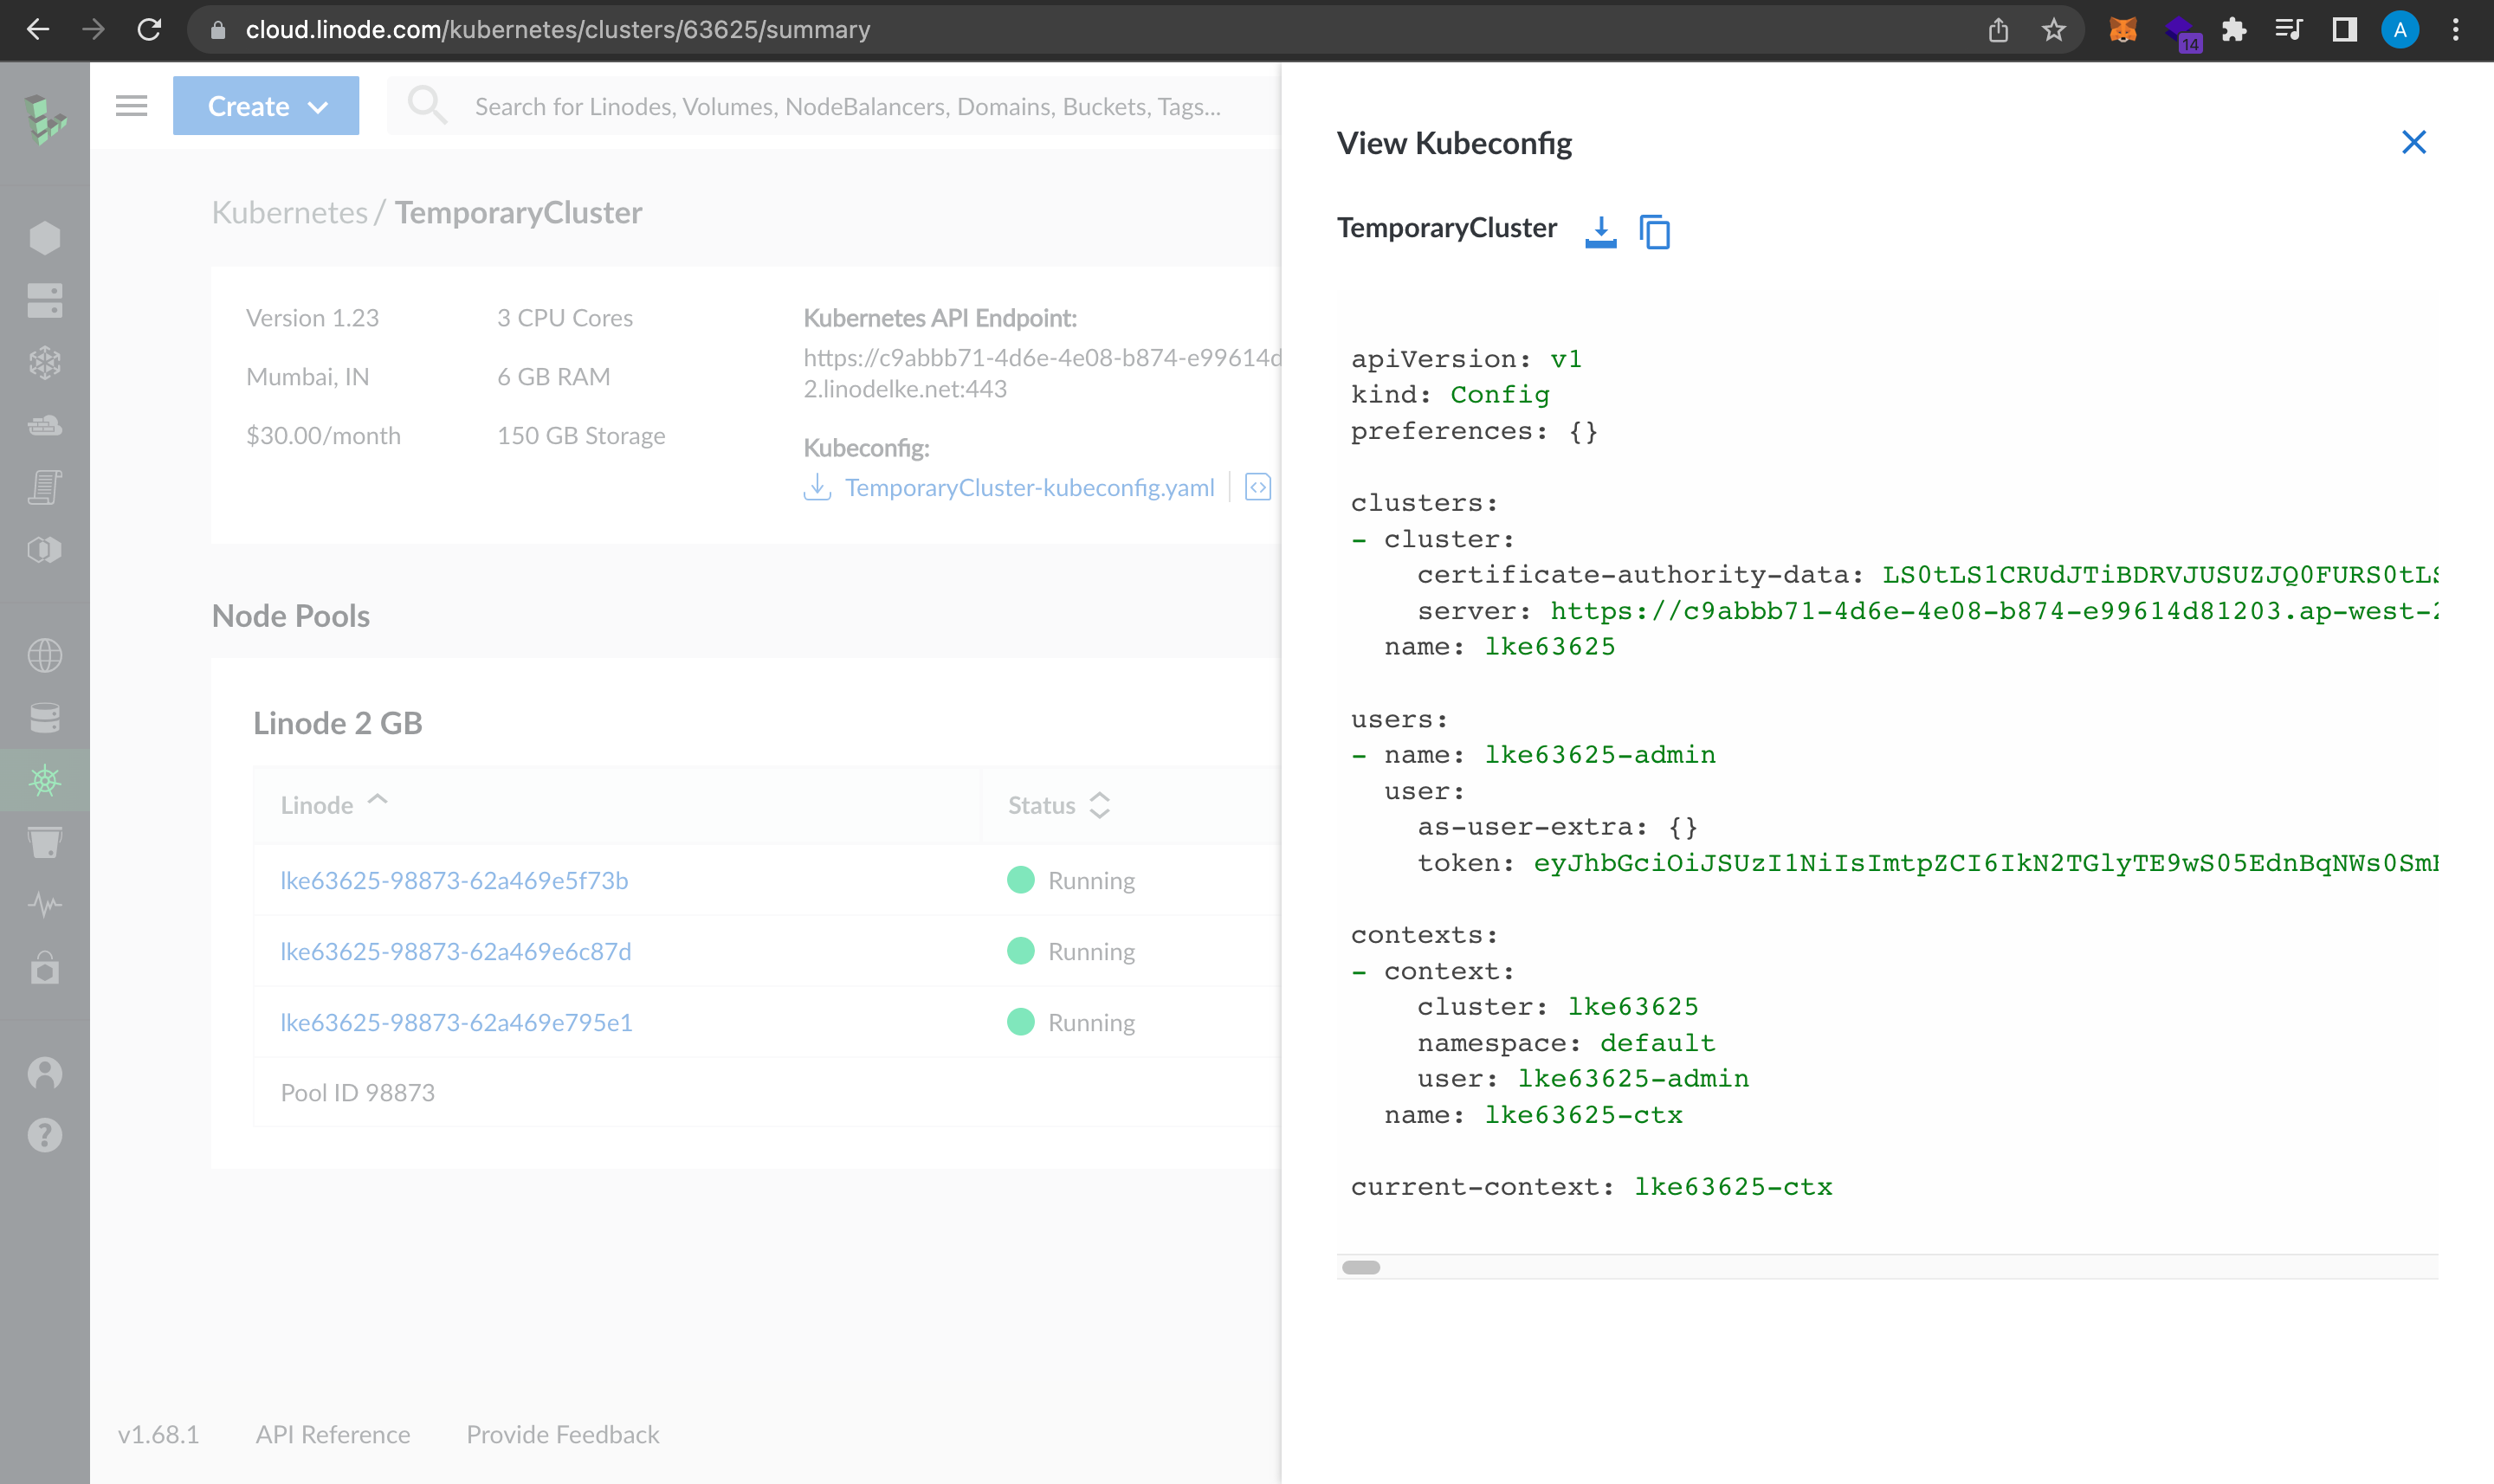 cloud.linode.com/kubernetes/clusters/63625/summary
14
A
Create
Search for Linodes, Volumes, NodeBalancers, Domains, Buckets, Tags...
Kubernetes / TemporaryCluster
Version 1.23
3 CPU Cores
Kubernetes API Endpoint:
Mumbai, IN
6 GB RAM
https://c9abbb71-4d6e-4e08-b874-e99614d
2.linodelke.net:443
$30.00/month
150 GB Storage
Kubeconfig:
TemporaryCluster-kubeconfig.yaml
Node Pools
Linode 2 GB
Linode
Status
lke63625-98873-62a469e5f73b
Running
lke63625-98873-62a469e6c87d
Running
lke63625-98873-62a469e795e1
Running
Pool ID 98873
v1.68.1
API Reference
Provide Feedback
View Kubeconfig
TemporaryCluster
apiVersion: v1
kind: Config
preferences: {}
clusters:
- cluster:
certificate-authority-data: LS0tLS1CRUdJTiBDRVJUSUZJQ0FURS0tLS
server: https://c9abbb71-4d6e-4e08-b874-e99614d81203.ap-west-2
name: lke63625
users:
- name: lke63625-admin
user:
as-user-extra: {}
token: eyJhbGciOiJSUzI1NiIsImtpZCI6IkN2TGlyTE9wS05EdnBqNWs0Sm
contexts:
- context:
cluster: lke63625
namespace: default
user: lke63625-admin
name: lke63625-ctx
current-context: lke63625-ctx